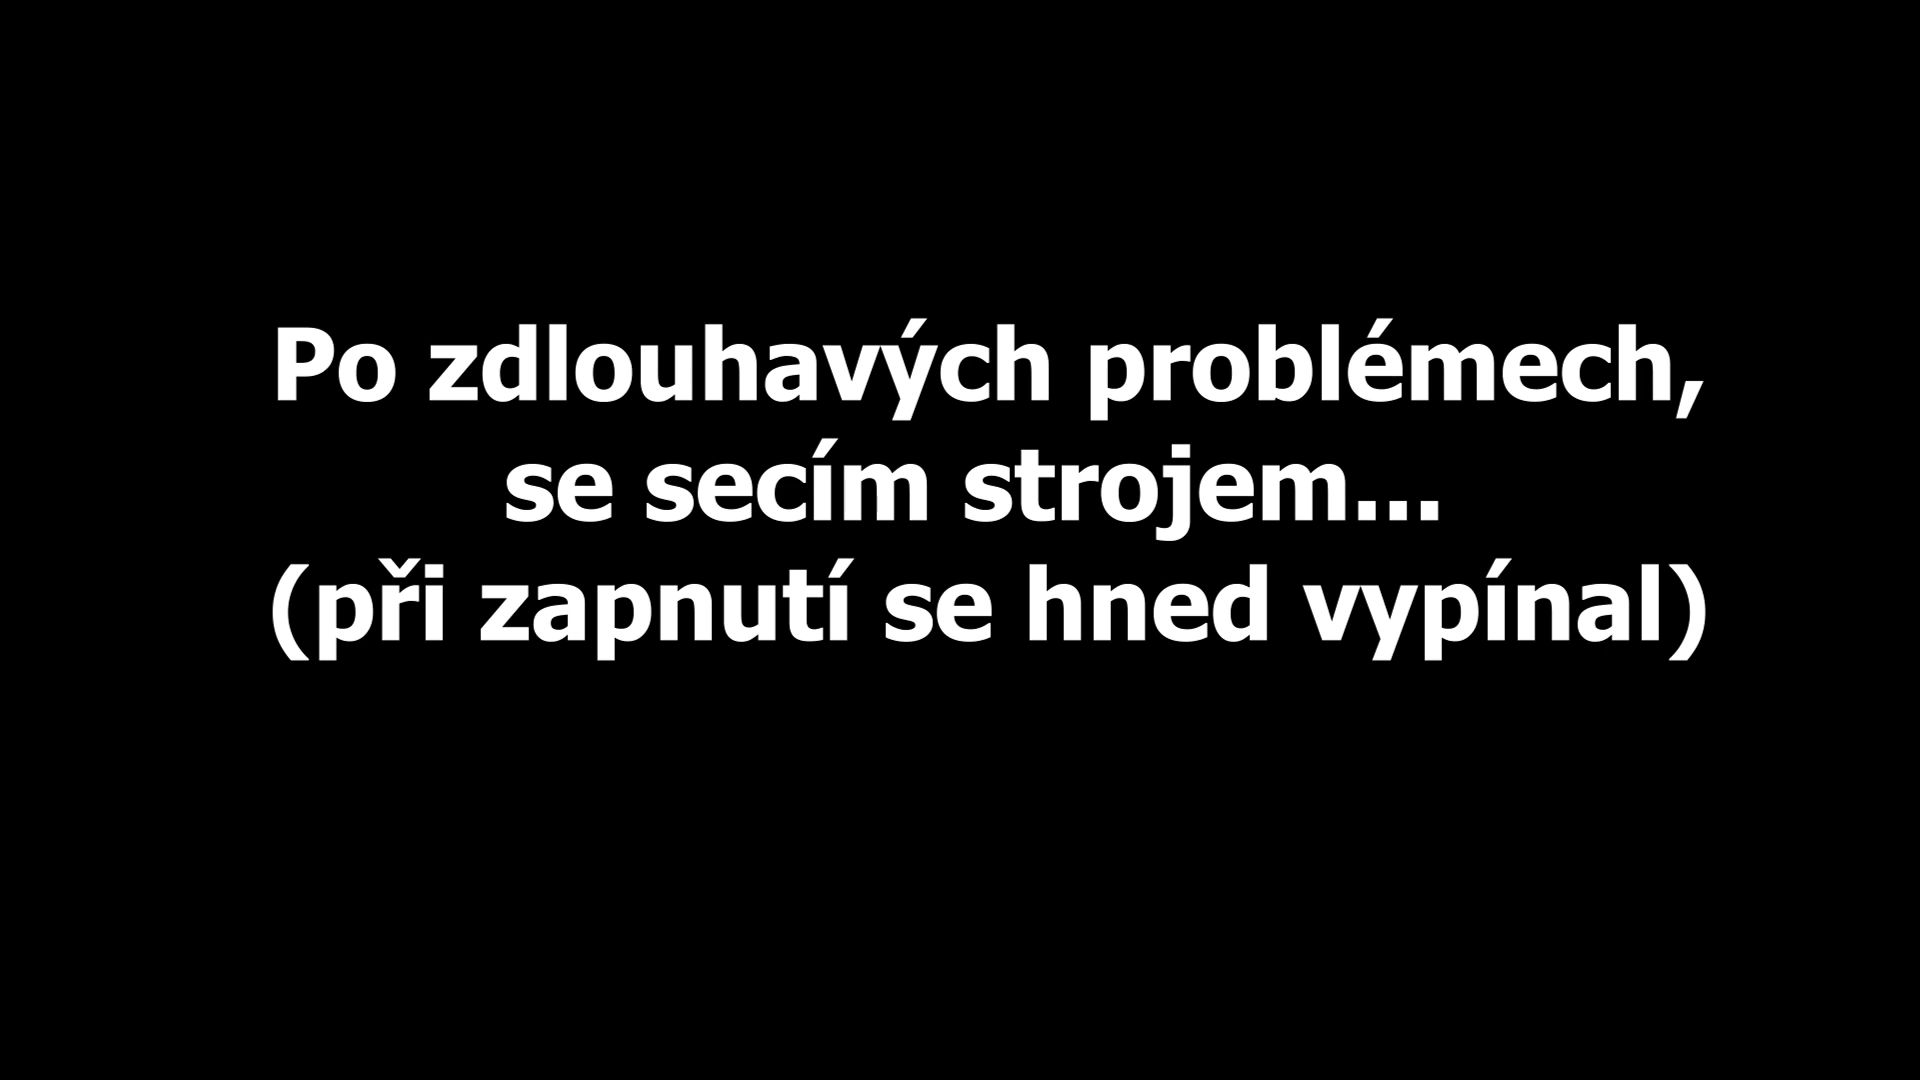 Po zdlouhavých problémech,
se secím strojem...
(při zapnutí se hned vypínal)